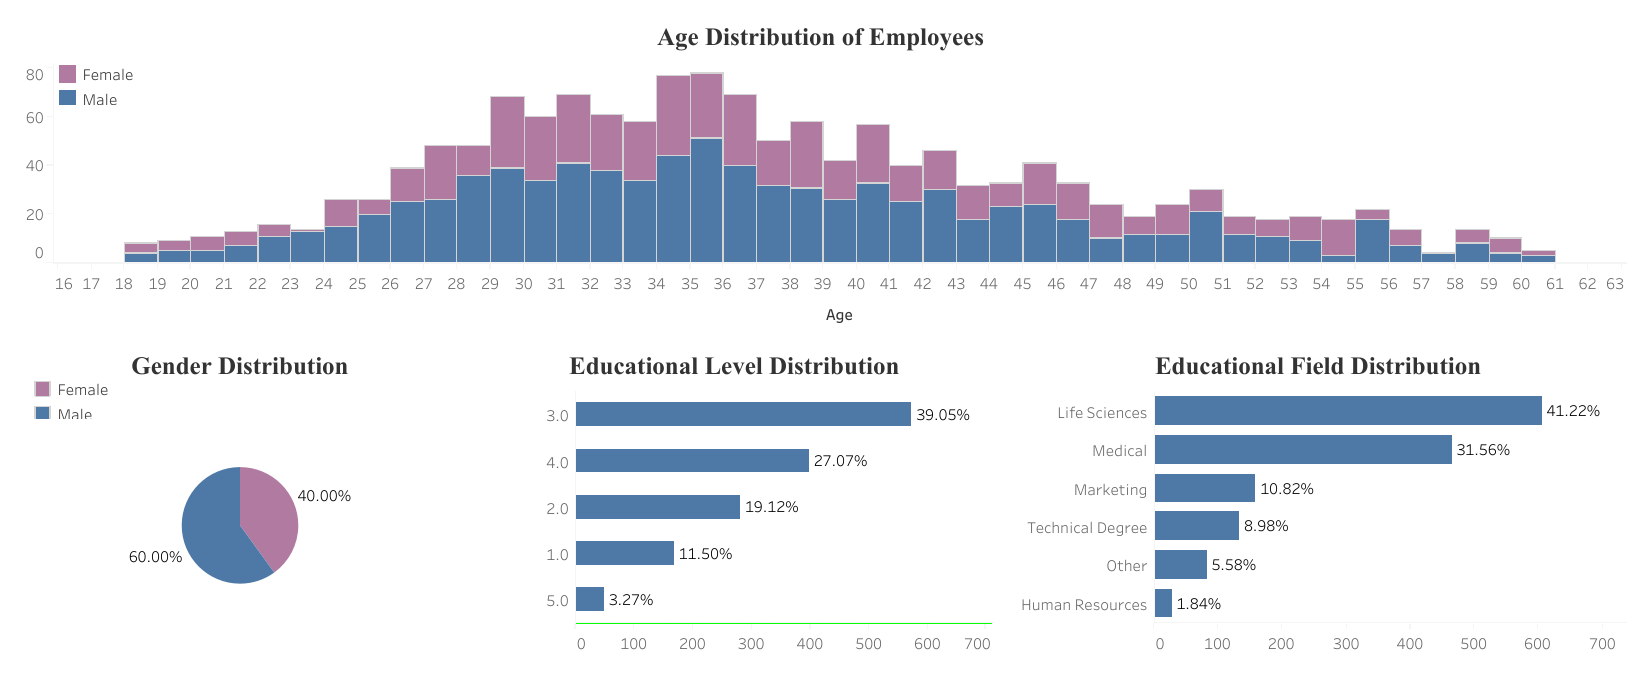 Age Distribution of Employees
Female
Male
80
60
40
20
0
16 17 18 19 20 21 22 23 24 25 26 27 28 29 30 31 32 33 34 35 36 37 38 39 40 41 42 43 44 45 46 47 48 49 50 51 52 53 54 55 56 57 58 59 60 61 62 63
Age
Gender Distribution
Female
Male
40.00%
60.00%
Educational Level Distribution
3.0 39.05%
4.0 27.07%
2.0 19.12%
1.0 11.50%
5.0 3.27%
0 100 200 300 400 500 600 700
Educational Field Distribution
Life Sciences 41.22%
Medical 31.56%
Marketing 10.82%
Technical Degree 8.98%
Other 5.58%
Human Resources 1.84%
0 100 200 300 400 500 600 700